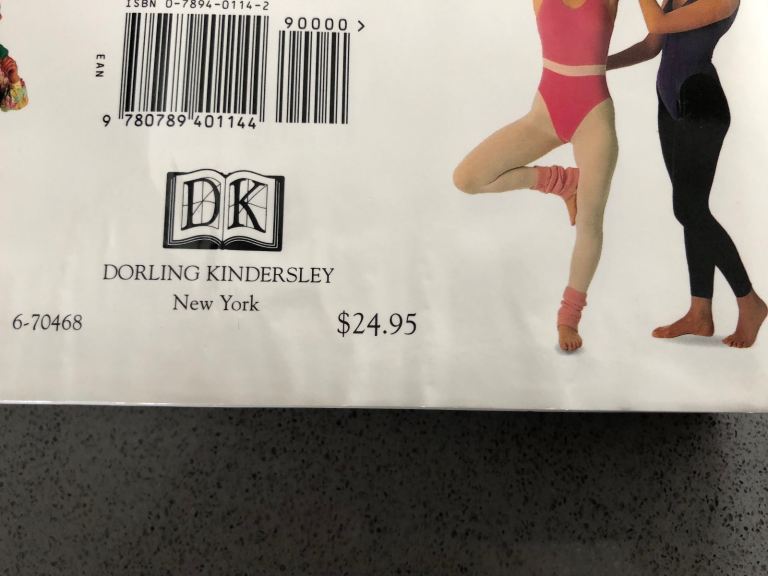 ISBN 0-7894-0114-2
90000 >
EAN
9 780789 401144
DK
DORLING KINDERSLEY
New York
6-70468
$24.95